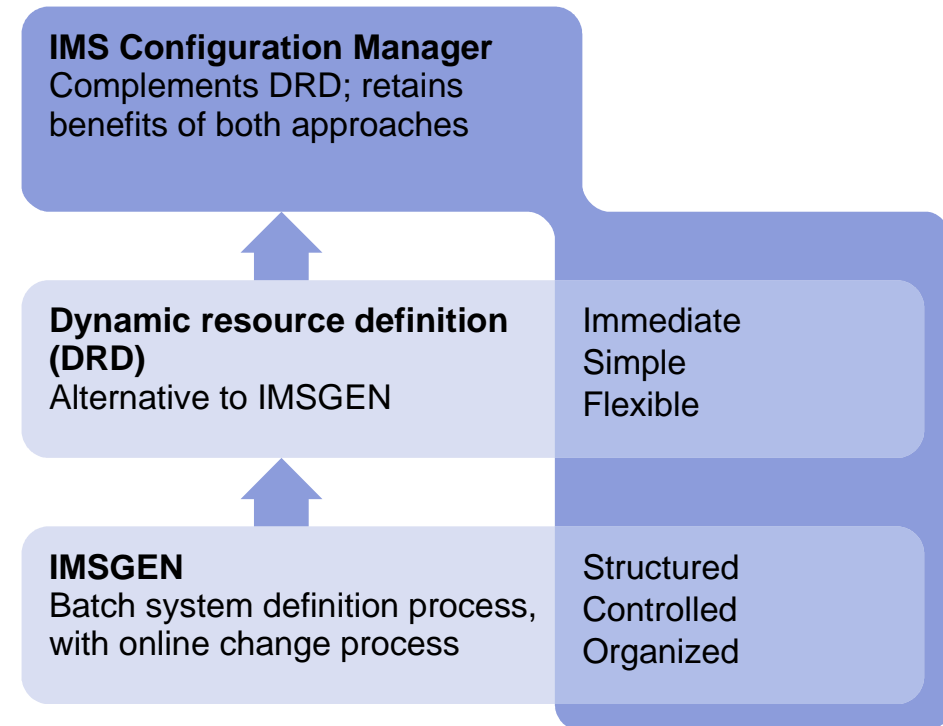 IMS Configuration Manager
Complements DRD; retains
benefits of both approaches
Dynamic resource definition
(DRD)
Alternative to IMSGEN
Immediate
Simple
Flexible
IMSGEN
Batch system definition process,
with online change process
Structured
Controlled
Organized